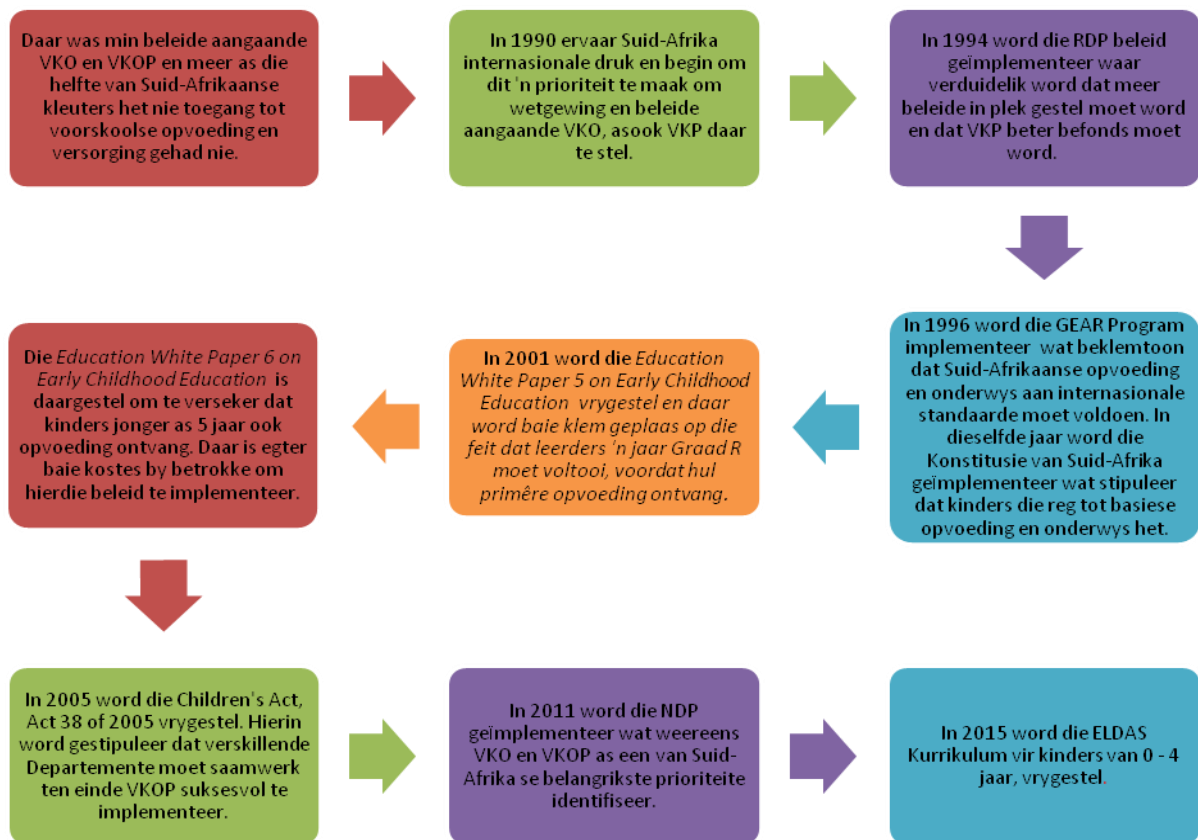 Daar was min beleide aangaande
VKO en VKOP en meer as die
helfte van Suid-Afrikaanse
kleuters het nie toegang tot
voorskoolse opvoeding en
versorging gehad nie.
In 1990 ervaar Suid-Afrika
internasionale druk en begin om
dit 'n prioriteit te maak om
wetgewing en beleide
aangaande VKO, asook VKP daar
te stel.
In 1994 word die RDP beleid
geïmplementeer waar
verduidelik word dat meer
beleide in plek gestel moet word
en dat VKP beter befonds moet
word.
In 1996 word die GEAR Program
implementeer wat beklemtoon
dat Suid-Afrikaanse opvoeding
en onderwys aan internasionale
standaarde moet voldoen. In
dieselfde jaar word die
Konstitusie van Suid-Afrika
geïmplementeer wat stipuleer
dat kinders die reg tot basiese
opvoeding en onderwys het.
In 2001 word die Education
White Paper 5 on Early Childhood
Education vrygestel en daar
word baie klem geplaas op die
feit dat leerders 'n jaar Graad R
moet voltooi, voordat hul
primêre opvoeding ontvang.
Die Education White Paper 6 on
Early Childhood Education is
daargestel om te verseker dat
kinders jonger as 5 jaar ook
opvoeding ontvang. Daar is egter
baie kostes by betrokke om
hierdie beleid te implementeer.
In 2005 word die Children's Act,
Act 38 of 2005 vrygestel. Hierin
word gestipuleer dat verskillende
Departemente moet saamwerk
ten einde VKOP suksesvol te
implementeer.
In 2011 word die NDP
geïmplementeer wat weereens
VKO en VKOP as een van Suid-
Afrika se belangrikste prioriteite
identifiseer.
In 2015 word die ELDAS
Kurrikulum vir kinders van 0 - 4
jaar, vrygestel.